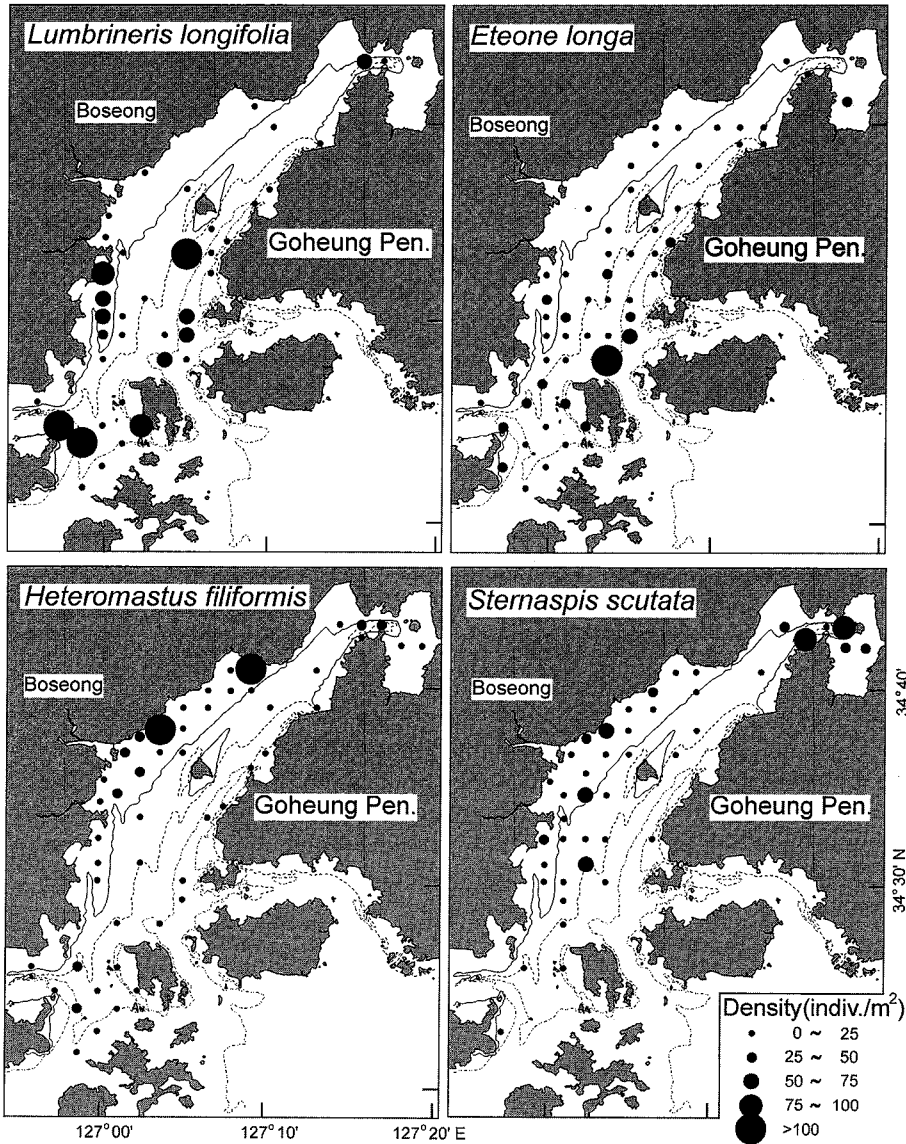 Lumbrineris longifolia
Eteone longa
Boseong
Boseong
Goheung Pen.
Goheung Pen.
Heteromastus filiformis
Sternaspis scutata
Boseong
Boseong
34°40'
Goheung Pen.
Goheung Pen.
34°30' N
Density(indiv./m²)
0 ~ 25
25 ~ 50
50 ~ 75
75 ~ 100
>100
127°00' 127°10' 127°20' E